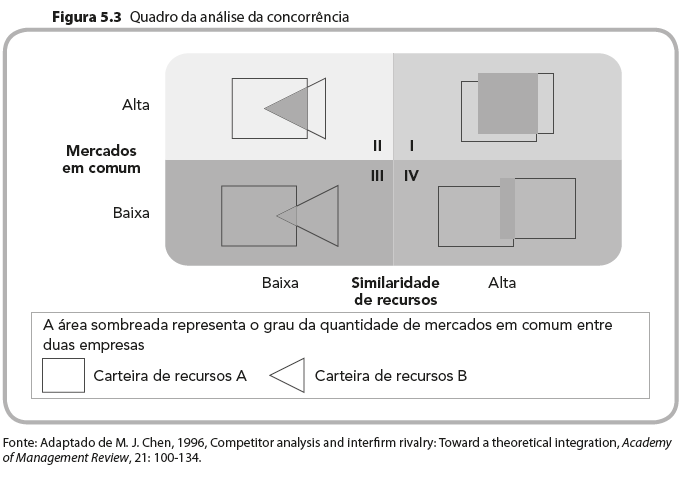 Figura 5.3 Quadro da análise da concorrência
Alta
II I
Mercados
em comum
III IV
Baixa
Baixa Similaridade Alta
de recursos
A área sombreada representa o grau da quantidade de mercados em comum entre
duas empresas
Carteira de recursos A Carteira de recursos B
Fonte: Adaptado de M. J. Chen, 1996, Competitor analysis and interfirm rivalry: Toward a theoretical integration, Academy
of Management Review, 21: 100-134.